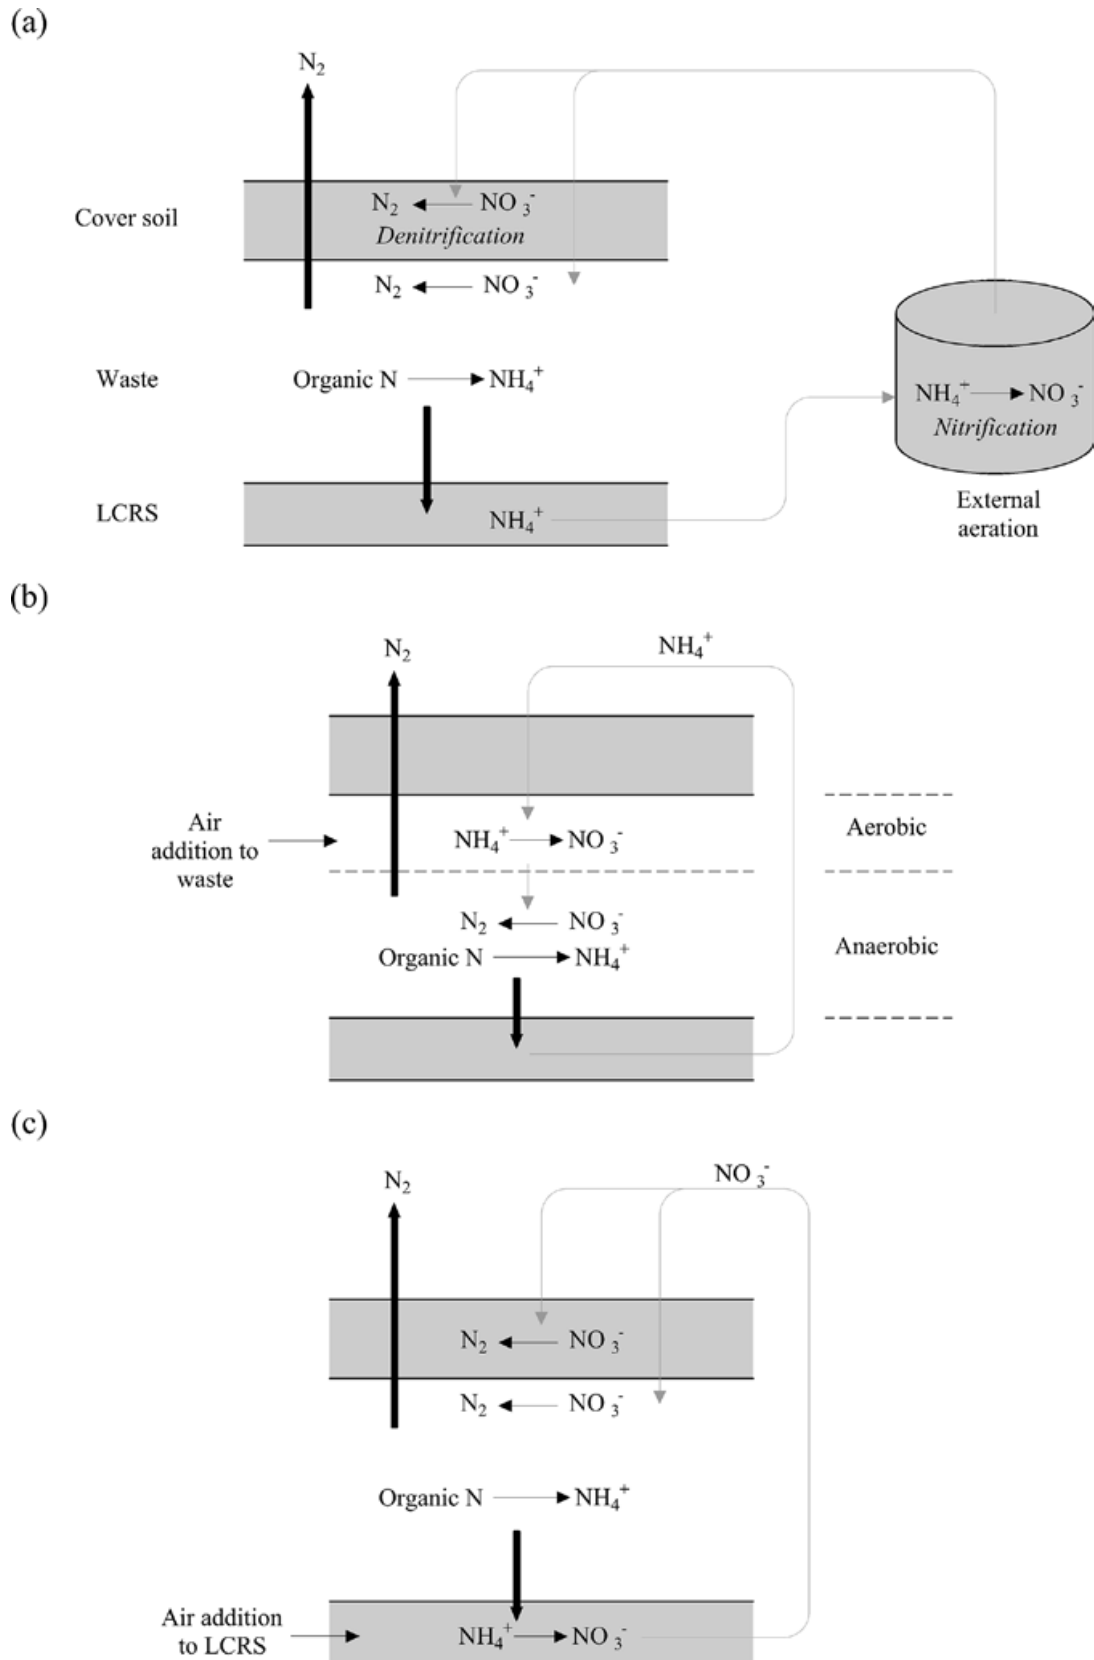 (a)
N₂
Cover soil
N₂ NO₃⁻
Denitrification
N₂ NO₃⁻
Waste
Organic N NH₄⁺
NH₄⁺ NO₃⁻
Nitrification
LCRS
NH₄⁺
External
aeration
(b)
NH₄⁺
N₂
Air
addition to
waste
NH₄⁺ NO₃⁻
Aerobic
N₂ NO₃⁻
Organic N NH₄⁺
Anaerobic
(c)
NO₃⁻
N₂
N₂ NO₃⁻
N₂ NO₃⁻
Organic N NH₄⁺
Air addition
to LCRS
NH₄⁺ NO₃⁻